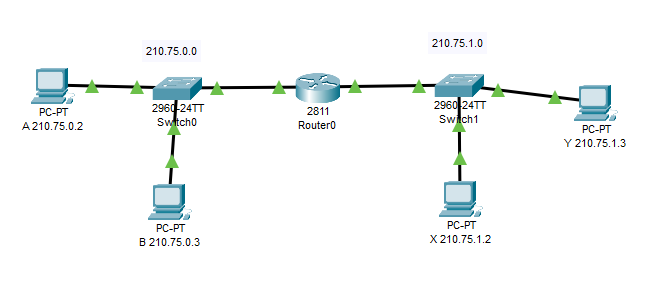 210.75.0.0
210.75.1.0
PC-PT
A 210.75.0.2
2960-24TT
Switch0
2811
Router0
2960-24TT
Switch1
PC-PT
Y 210.75.1.3
PC-PT
B 210.75.0.3
PC-PT
X 210.75.1.2